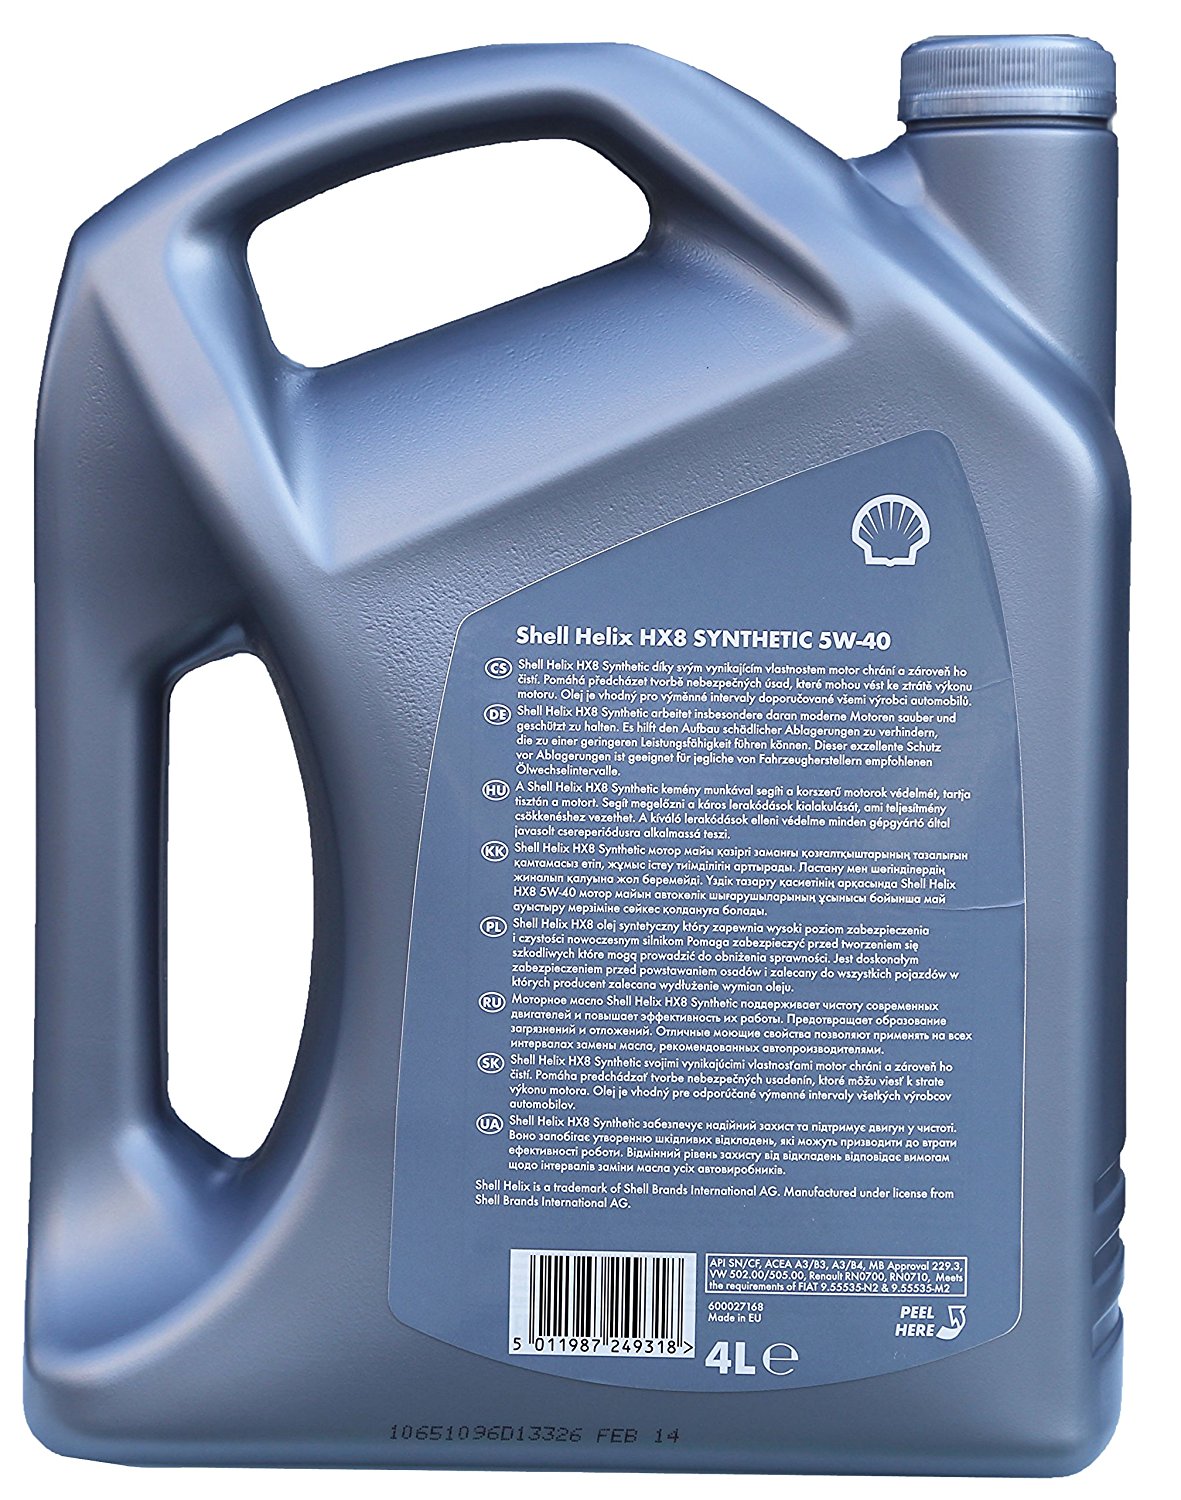 Shell Helix HX8 SYNTHETIC 5W-40
CS Shell Helix HX8 Synthetic díky svým vynikajícím vlastnostem motor chrání a zároveň ho
čistí. Pomáhá předcházet tvorbě nebezpečných úsad, které mohou vést ke ztrátě výkonu
motoru. Olej je vhodný pro výměnné intervaly doporučované všemi výrobci automobilů.
DE Shell Helix HX8 Synthetic arbeitet insbesondere daran moderne Motoren sauber und
geschützt zu halten. Es hilft den Aufbau schädlicher Ablagerungen zu verhindern,
die zu einer geringeren Leistungsfähigkeit führen können. Dieser exzellente Schutz
vor Ablagerungen ist geeignet für jegliche von Fahrzeugherstellern empfohlenen
Ölwechselintervalle.
HU A Shell Helix HX8 Synthetic kemény munkával segíti a korszerű motorok védelmét, tartja
tisztán a motort. Segít megelőzni a káros lerakódások kialakulását, ami teljesítmény
csökkenéshez vezethet. A kíváló lerakódások elleni védelme minden gépgyártó által
javasolt csereperiódusra alkalmassá teszi.
KK Shell Helix HX8 Synthetic мотор майы қазіргі заманғы қозғалтқыштарының тазалығын
қамтамасыз етіп, жұмыс істеу тиімділігін арттырады. Ластану мен шөгінділердің
жиналып қалуына жол бермейді. Үздік тазарту қасиетінің арқасында Shell Helix
HX8 5W-40 мотор майын автокөлік шығарушыларының ұсынысы бойынша май
ауыстыру мерзіміне сәйкес қолдануға болады.
PL Shell Helix HX8 olej syntetyczny który zapewnia wysoki poziom zabezpieczenia
i czystości nowoczesnym silnikom Pomaga zabezpieczyć przed tworzeniem się
szkodliwych które mogą prowadzić do obniżenia sprawności. Jest doskonałym
zabezpieczeniem przed powstawaniem osadów i zalecany do wszystkich pojazdów w
których producent zalecana wydłużenie wymian oleju.
RU Моторное масло Shell Helix HX8 Synthetic поддерживает чистоту современных
двигателей и повышает эффективность их работы. Предотвращает образование
загрязнений и отложений. Отличные моющие свойства позволяют применять на всех
интервалах замены масла, рекомендованных автопроизводителями.
SK Shell Helix HX8 Synthetic svojimi vynikajúcimi vlastnosťami motor chráni a zároveň ho
čistí. Pomáha predchádzať tvorbe nebezpečných usadenín, ktoré môžu viesť k strate
výkonu motora. Olej je vhodný pre odporúčané výmenné intervaly všetkých výrobcov
automobilov.
UA Shell Helix HX8 Synthetic забезпечує надійний захист та підтримує двигун у чистоті.
Воно запобігає утворенню шкідливих відкладень, які можуть призводити до втрати
ефективності роботи. Відмінний рівень захисту від відкладень відповідає вимогам
щодо інтервалів заміни масла усіх автовиробників.
Shell Helix is a trademark of Shell Brands International AG. Manufactured under license from
Shell Brands International AG.
API SN/CF, ACEA A3/B3, A3/B4, MB Approval 229.3,
VW 502.00/505.00, Renault RN0700, RN0710, Meets
the requirements of FIAT 9.55535-N2 & 9.55535-M2
600027168
Made in EU
PEEL
HERE
5 011987 249318 >
4L e
10651096D13326 FEB 14